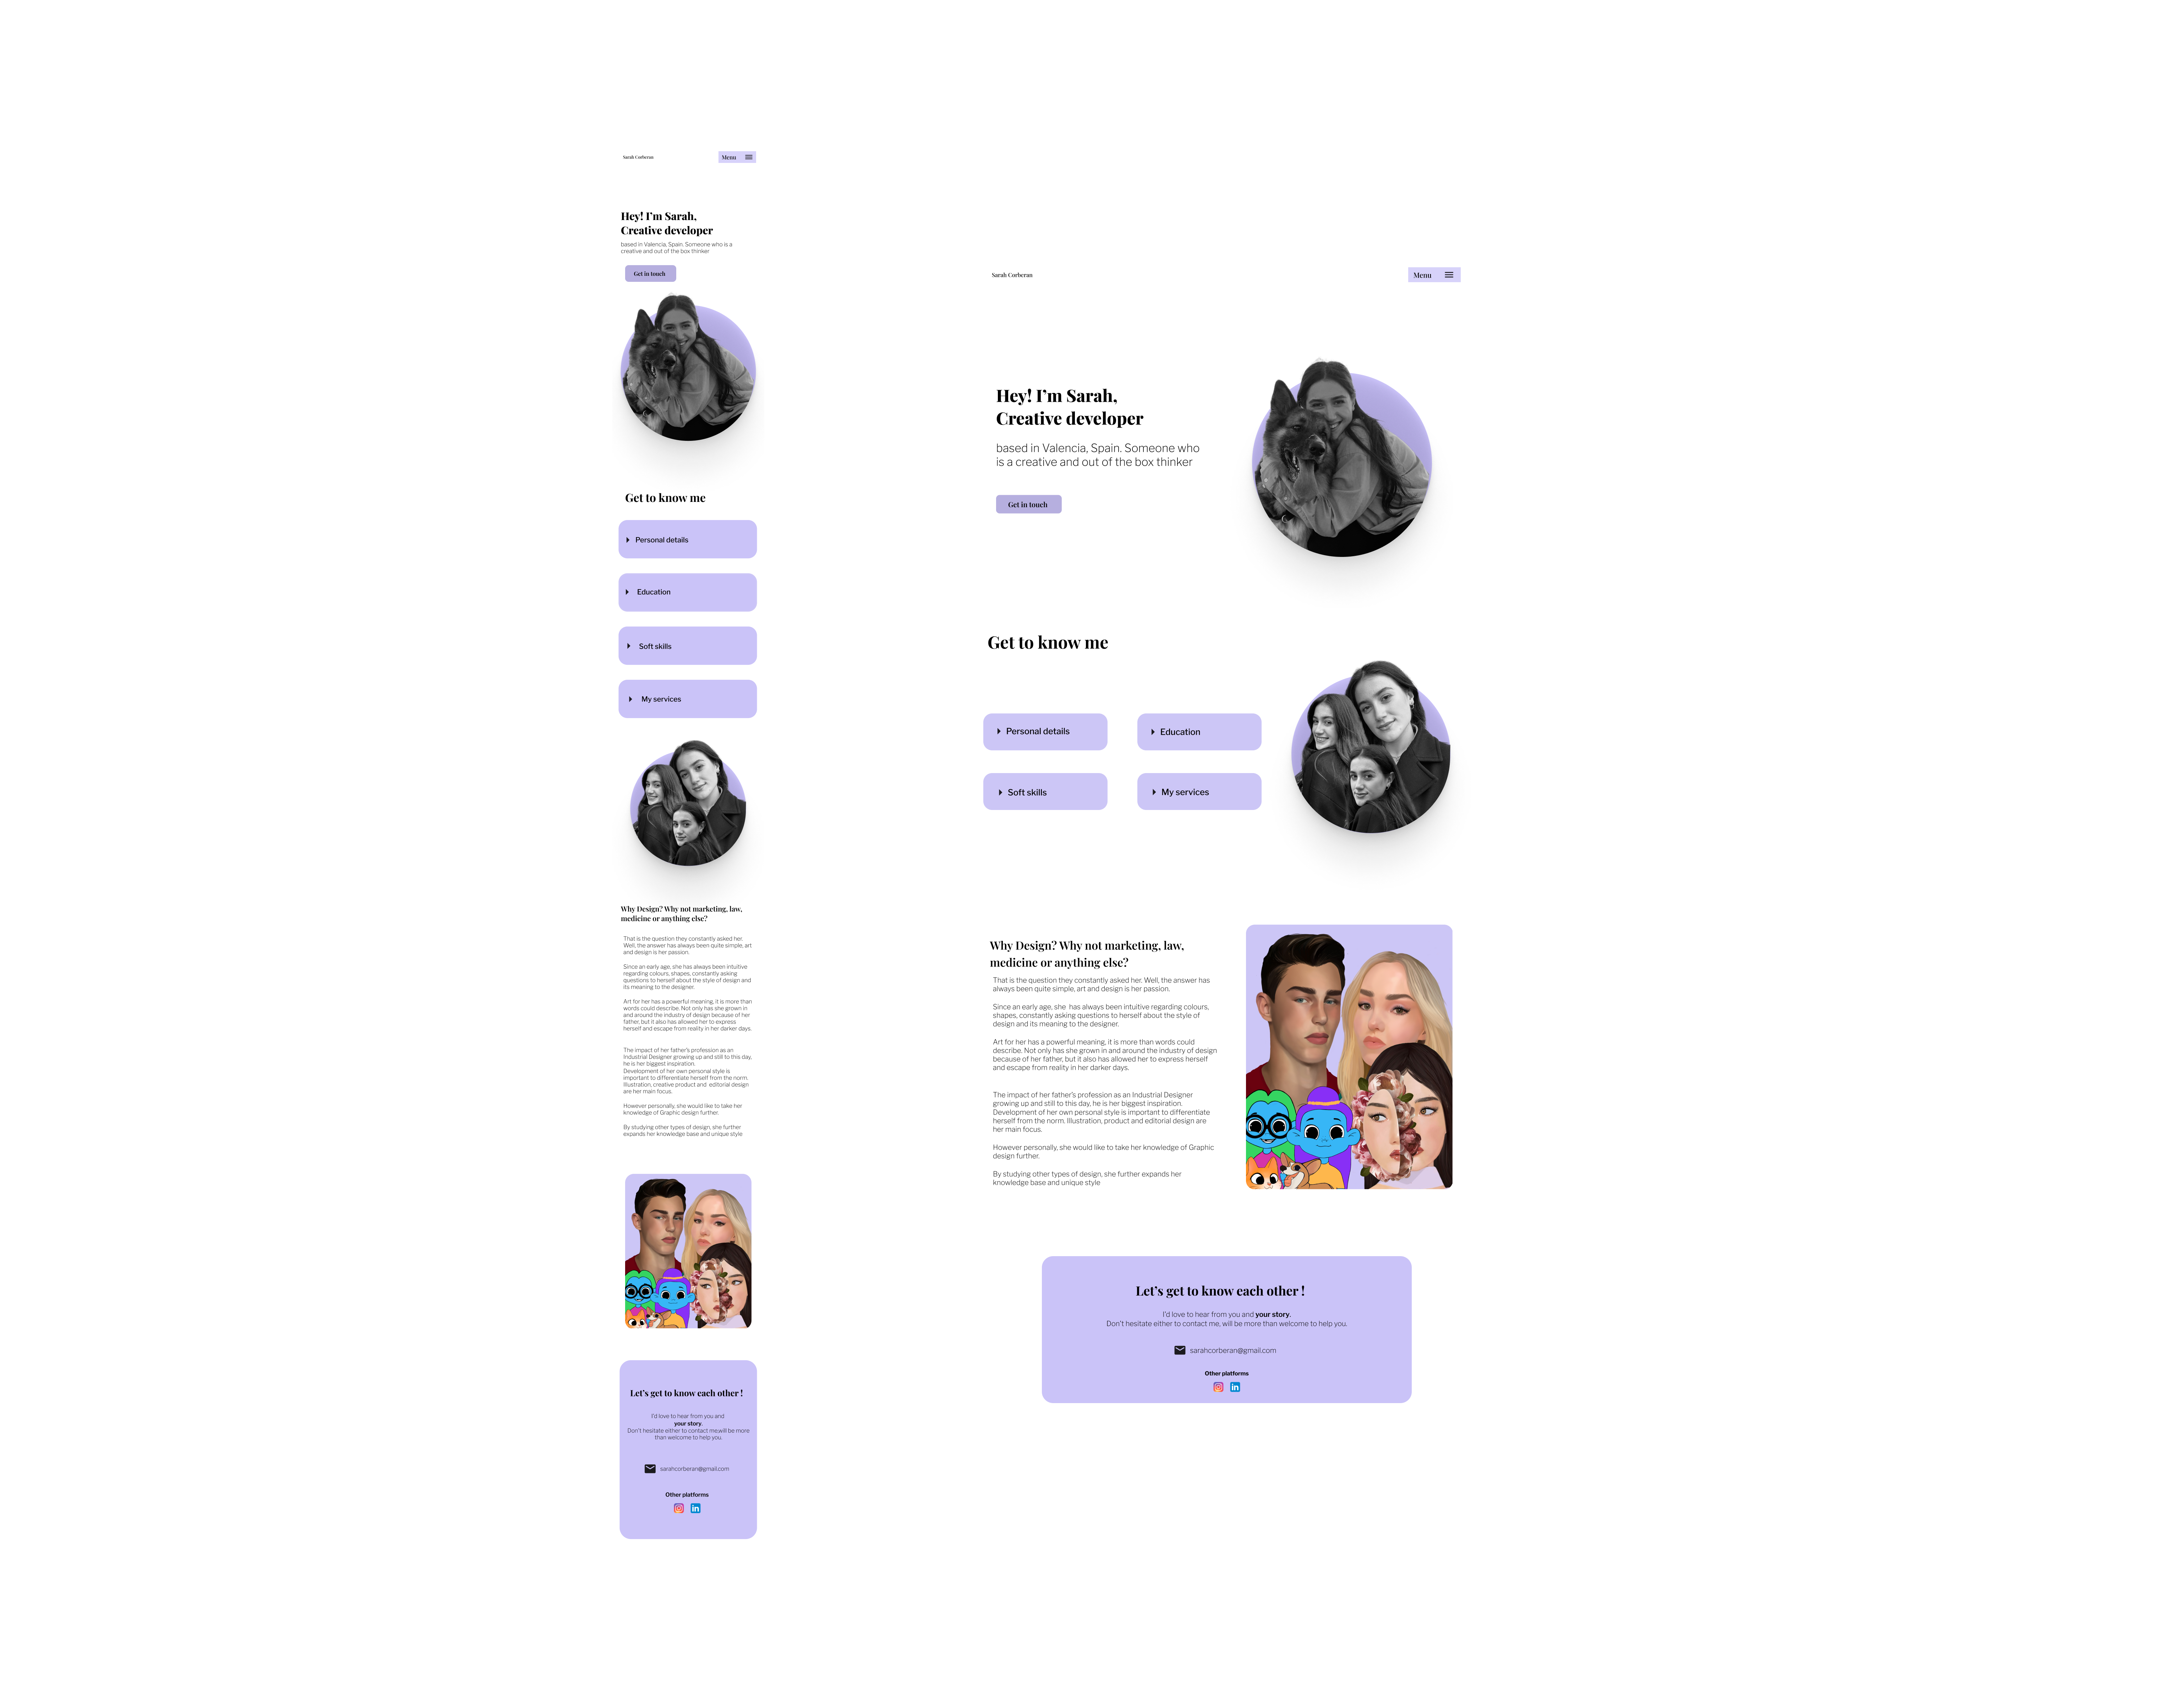 Sarah Corberan
Menu
Hey! I'm Sarah,
Creative developer
based in Valencia, Spain. Someone who is a
creative and out of the box thinker
Get in touch
Get to know me
Personal details
Education
Soft skills
My services
Why Design? Why not marketing, law,
medicine or anything else?
That is the question they constantly asked her.
Well, the answer has always been quite simple, art
and design is her passion.
Since an early age, she has always been intuitive
regarding colours, shapes, constantly asking
questions to herself about the style of design and
its meaning to the designer.
Art for her has a powerful meaning, it is more than
words could describe. Not only has she grown in
and around the industry of design because of her
father, but it also has allowed her to express
herself and escape from reality in her darker days.
The impact of her father's profession as an
Industrial Designer growing up and still to this day,
he is her biggest inspiration.
Development of her own personal style is
important to differentiate herself from the norm.
Illustration, creative product and editorial design
are her main focus.
However personally, she would like to take her
knowledge of Graphic design further.
By studying other types of design, she further
expands her knowledge base and unique style
Let's get to know each other !
I'd love to hear from you and
your story.
Don't hesitate either to contact me,will be more
than welcome to help you.
sarahcorberan@gmail.com
Other platforms
Sarah Corberan
Menu
Hey! I'm Sarah,
Creative developer
based in Valencia, Spain. Someone who
is a creative and out of the box thinker
Get in touch
Get to know me
Personal details
Education
Soft skills
My services
Why Design? Why not marketing, law,
medicine or anything else?
That is the question they constantly asked her. Well, the answer has
always been quite simple, art and design is her passion.
Since an early age, she has always been intuitive regarding colours,
shapes, constantly asking questions to herself about the style of
design and its meaning to the designer.
Art for her has a powerful meaning, it is more than words could
describe. Not only has she grown in and around the industry of design
because of her father, but it also has allowed her to express herself
and escape from reality in her darker days.
The impact of her father's profession as an Industrial Designer
growing up and still to this day, he is her biggest inspiration.
Development of her own personal style is important to differentiate
herself from the norm. Illustration, product and editorial design are
her main focus.
However personally, she would like to take her knowledge of Graphic
design further.
By studying other types of design, she further expands her
knowledge base and unique style
Let's get to know each other !
I'd love to hear from you and your story.
Don't hesitate either to contact me, will be more than welcome to help you.
sarahcorberan@gmail.com
Other platforms